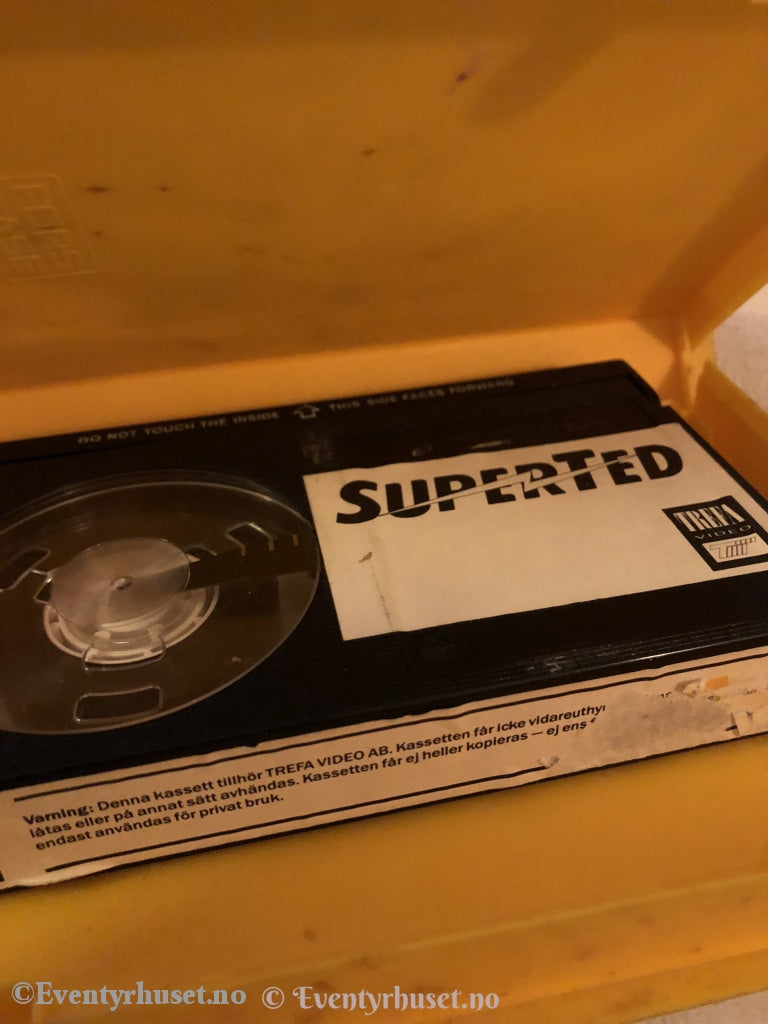 DO NOT TOUCH THE INSIDE THIS SIDE FACES FORWARD
SUPERTED
TREFA
VIDEO
Varning: Denna kassett tillhör TREFA VIDEO AB. Kassetten får icke vidareuthy
låtas eller på annat sätt avhändas. Kassetten får ej heller kopieras — ej ens
endast användas för privat bruk.
©Eventyrhuset.no © Eventyrhuset.no